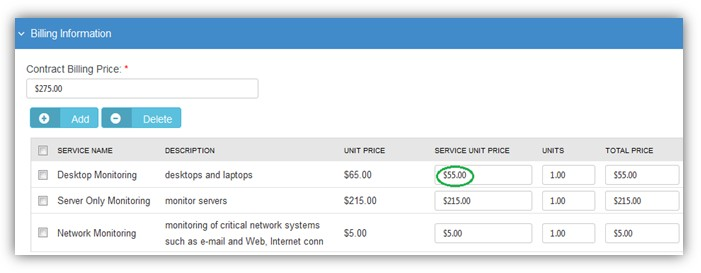 Billing Information
Contract Billing Price: *
$275.00
Add Delete
SERVICE NAME DESCRIPTION UNIT PRICE SERVICE UNIT PRICE UNITS TOTAL PRICE
Desktop Monitoring desktops and laptops $65.00 $55.00 1.00 $55.00
Server Only Monitoring monitor servers $215.00 $215.00 1.00 $215.00
Network Monitoring monitoring of critical network systems $5.00 $5.00 1.00 $5.00
such as e-mail and Web, Internet conn